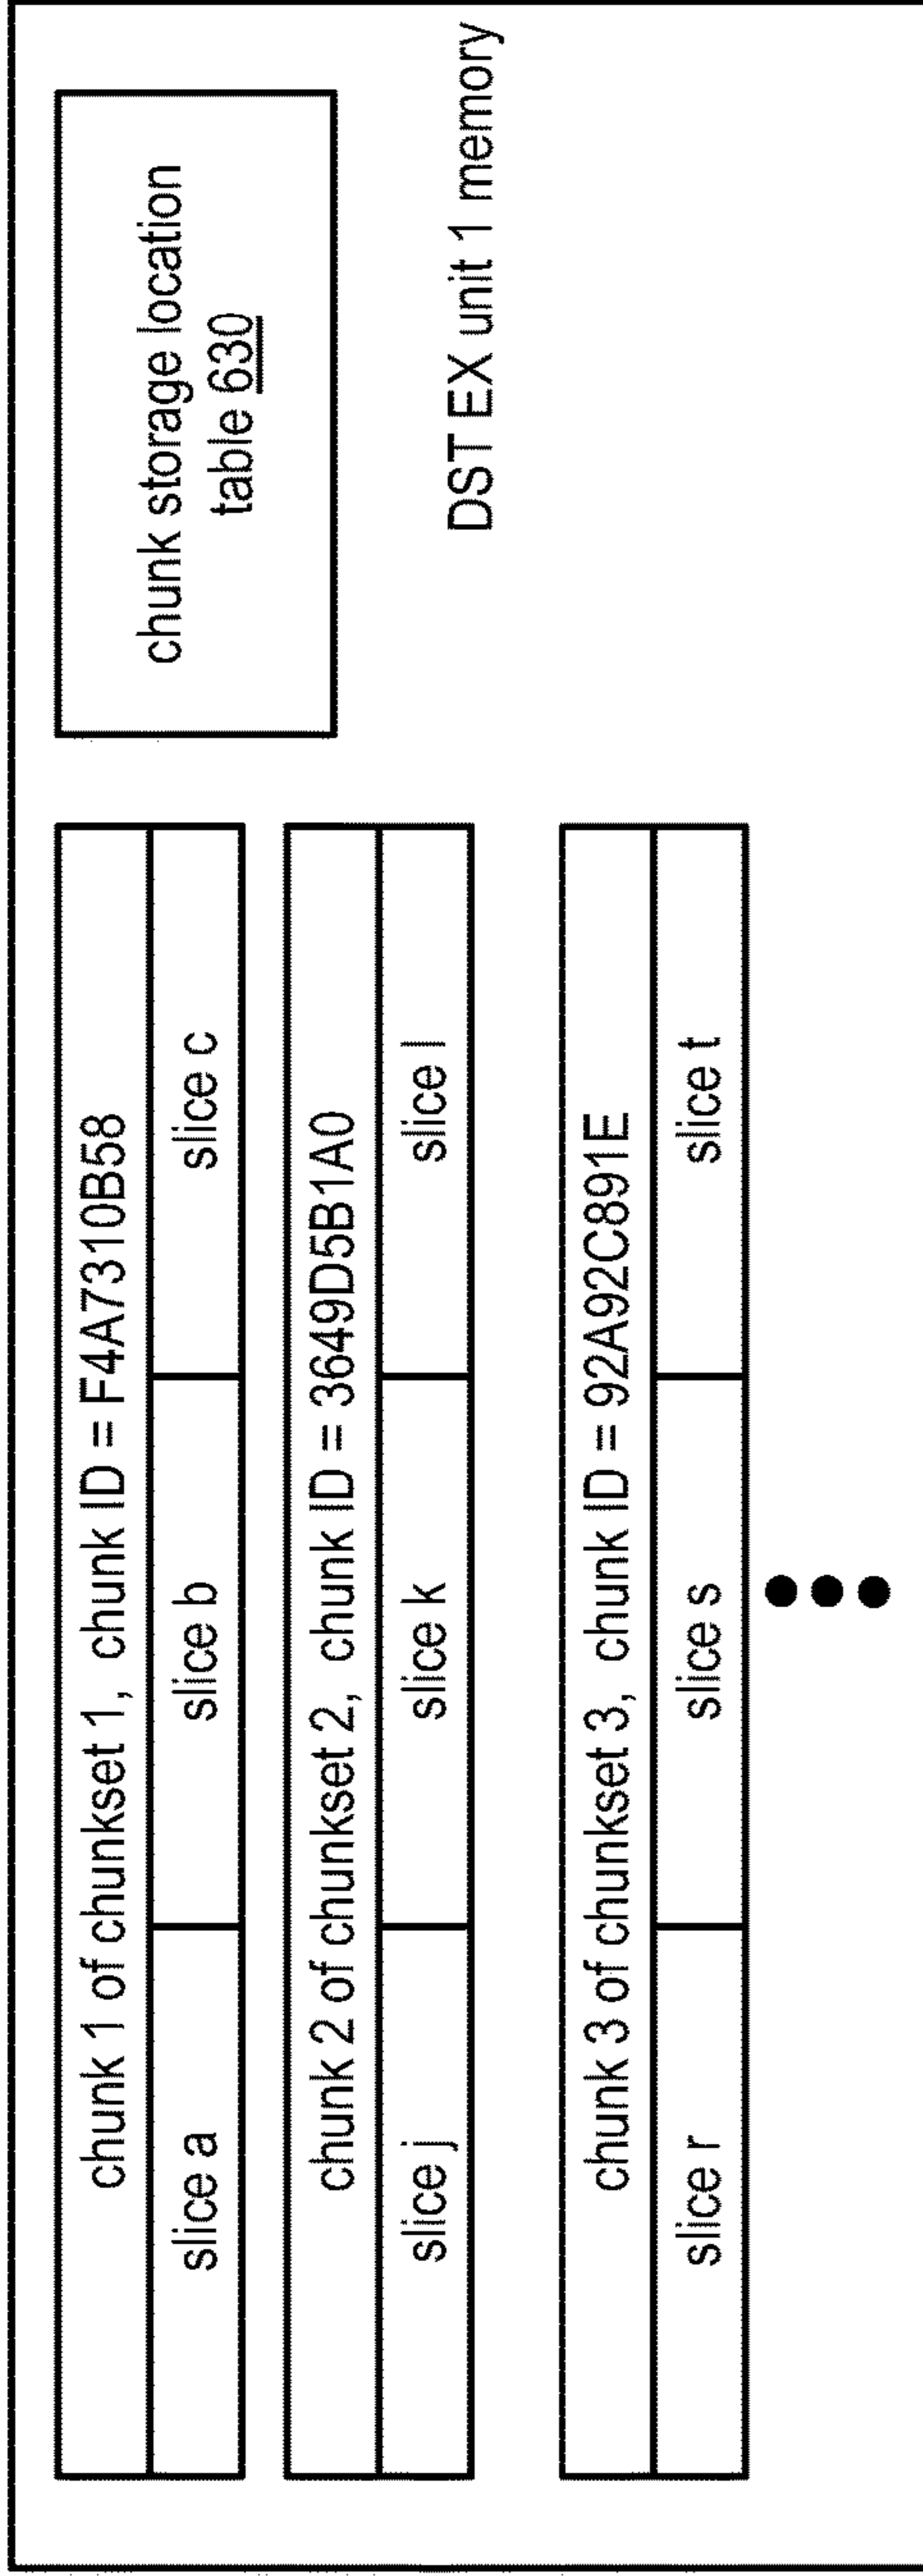 chunk 1 of chunkset 1, chunk ID = F4A7310B58
slice a
slice b
slice c
chunk 2 of chunkset 2, chunk ID = 3649D5B1A0
slice j
slice k
slice l
chunk 3 of chunkset 3, chunk ID = 92A92C891E
slice r
slice s
slice t
chunk storage location
table 630
DST EX unit 1 memory